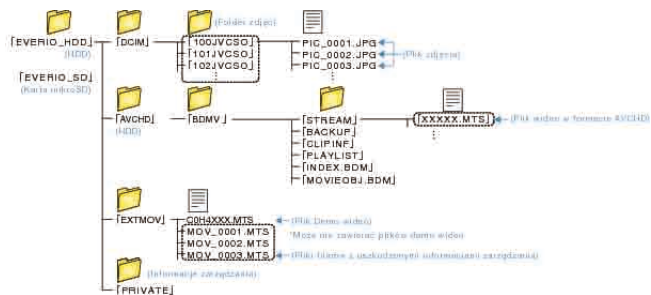 (Folder zdjęć)
⌈EVERIO_HDD⌋
(HDD)
⌈DCIM⌋
⌈100JVCSO⌋
⌈101JVCSO⌋
⌈102JVCSO⌋
PIC_0001.JPG
PIC_0002.JPG
PIC_0003.JPG
(Plik zdjęcia)
⌈EVERIO_SD⌋
(Karta mikroSD)
⌈AVCHD⌋
(HDD)
⌈BDMV⌋
⌈STREAM⌋
⌈BACKUP⌋
⌈CLIPINF⌋
⌈PLAYLIST⌋
⌈INDEX.BDM⌋
⌈MOVIEOBJ.BDM⌋
⌈XXXXX.MTS⌋
(Plik wideo w formacie AVCHD)
⌈EXTMOV⌋
C0H4XXX.MTS
(Plik Demo wideo)
MOV_0001.MTS
*Może nie zawierać plików demo wideo
MOV_0002.MTS
MOV_0003.MTS
(Pliki filmów z uszkodzonymi informacjami zarządzania)
(Informacje zarządzania)
⌈PRIVATE⌋